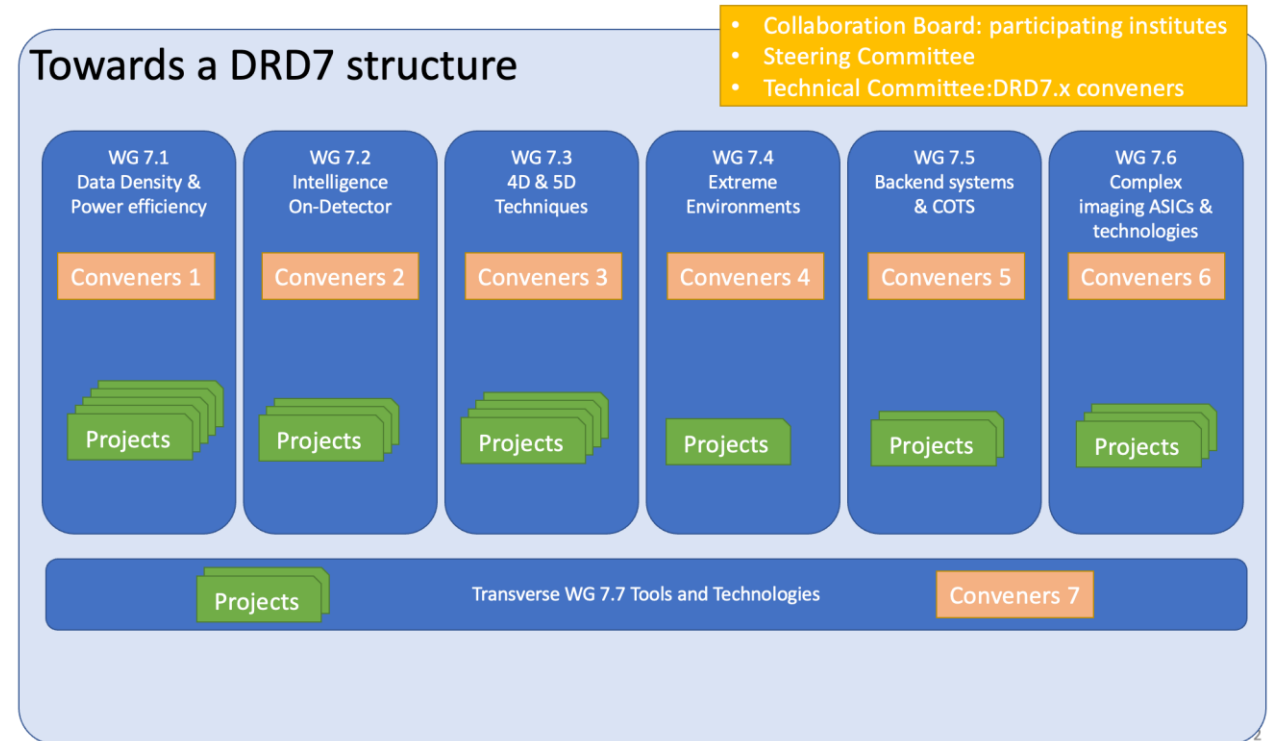 • Collaboration Board: participating institutes
• Steering Committee
• Technical Committee:DRD7.x conveners
Towards a DRD7 structure
WG 7.1
Data Density &
Power efficiency
Conveners 1
Projects
WG 7.2
Intelligence
On-Detector
Conveners 2
Projects
WG 7.3
4D & 5D
Techniques
Conveners 3
Projects
WG 7.4
Extreme
Environments
Conveners 4
Projects
WG 7.5
Backend systems
& COTS
Conveners 5
Projects
WG 7.6
Complex
imaging ASICs &
technologies
Conveners 6
Projects
Projects
Transverse WG 7.7 Tools and Technologies
Conveners 7
2